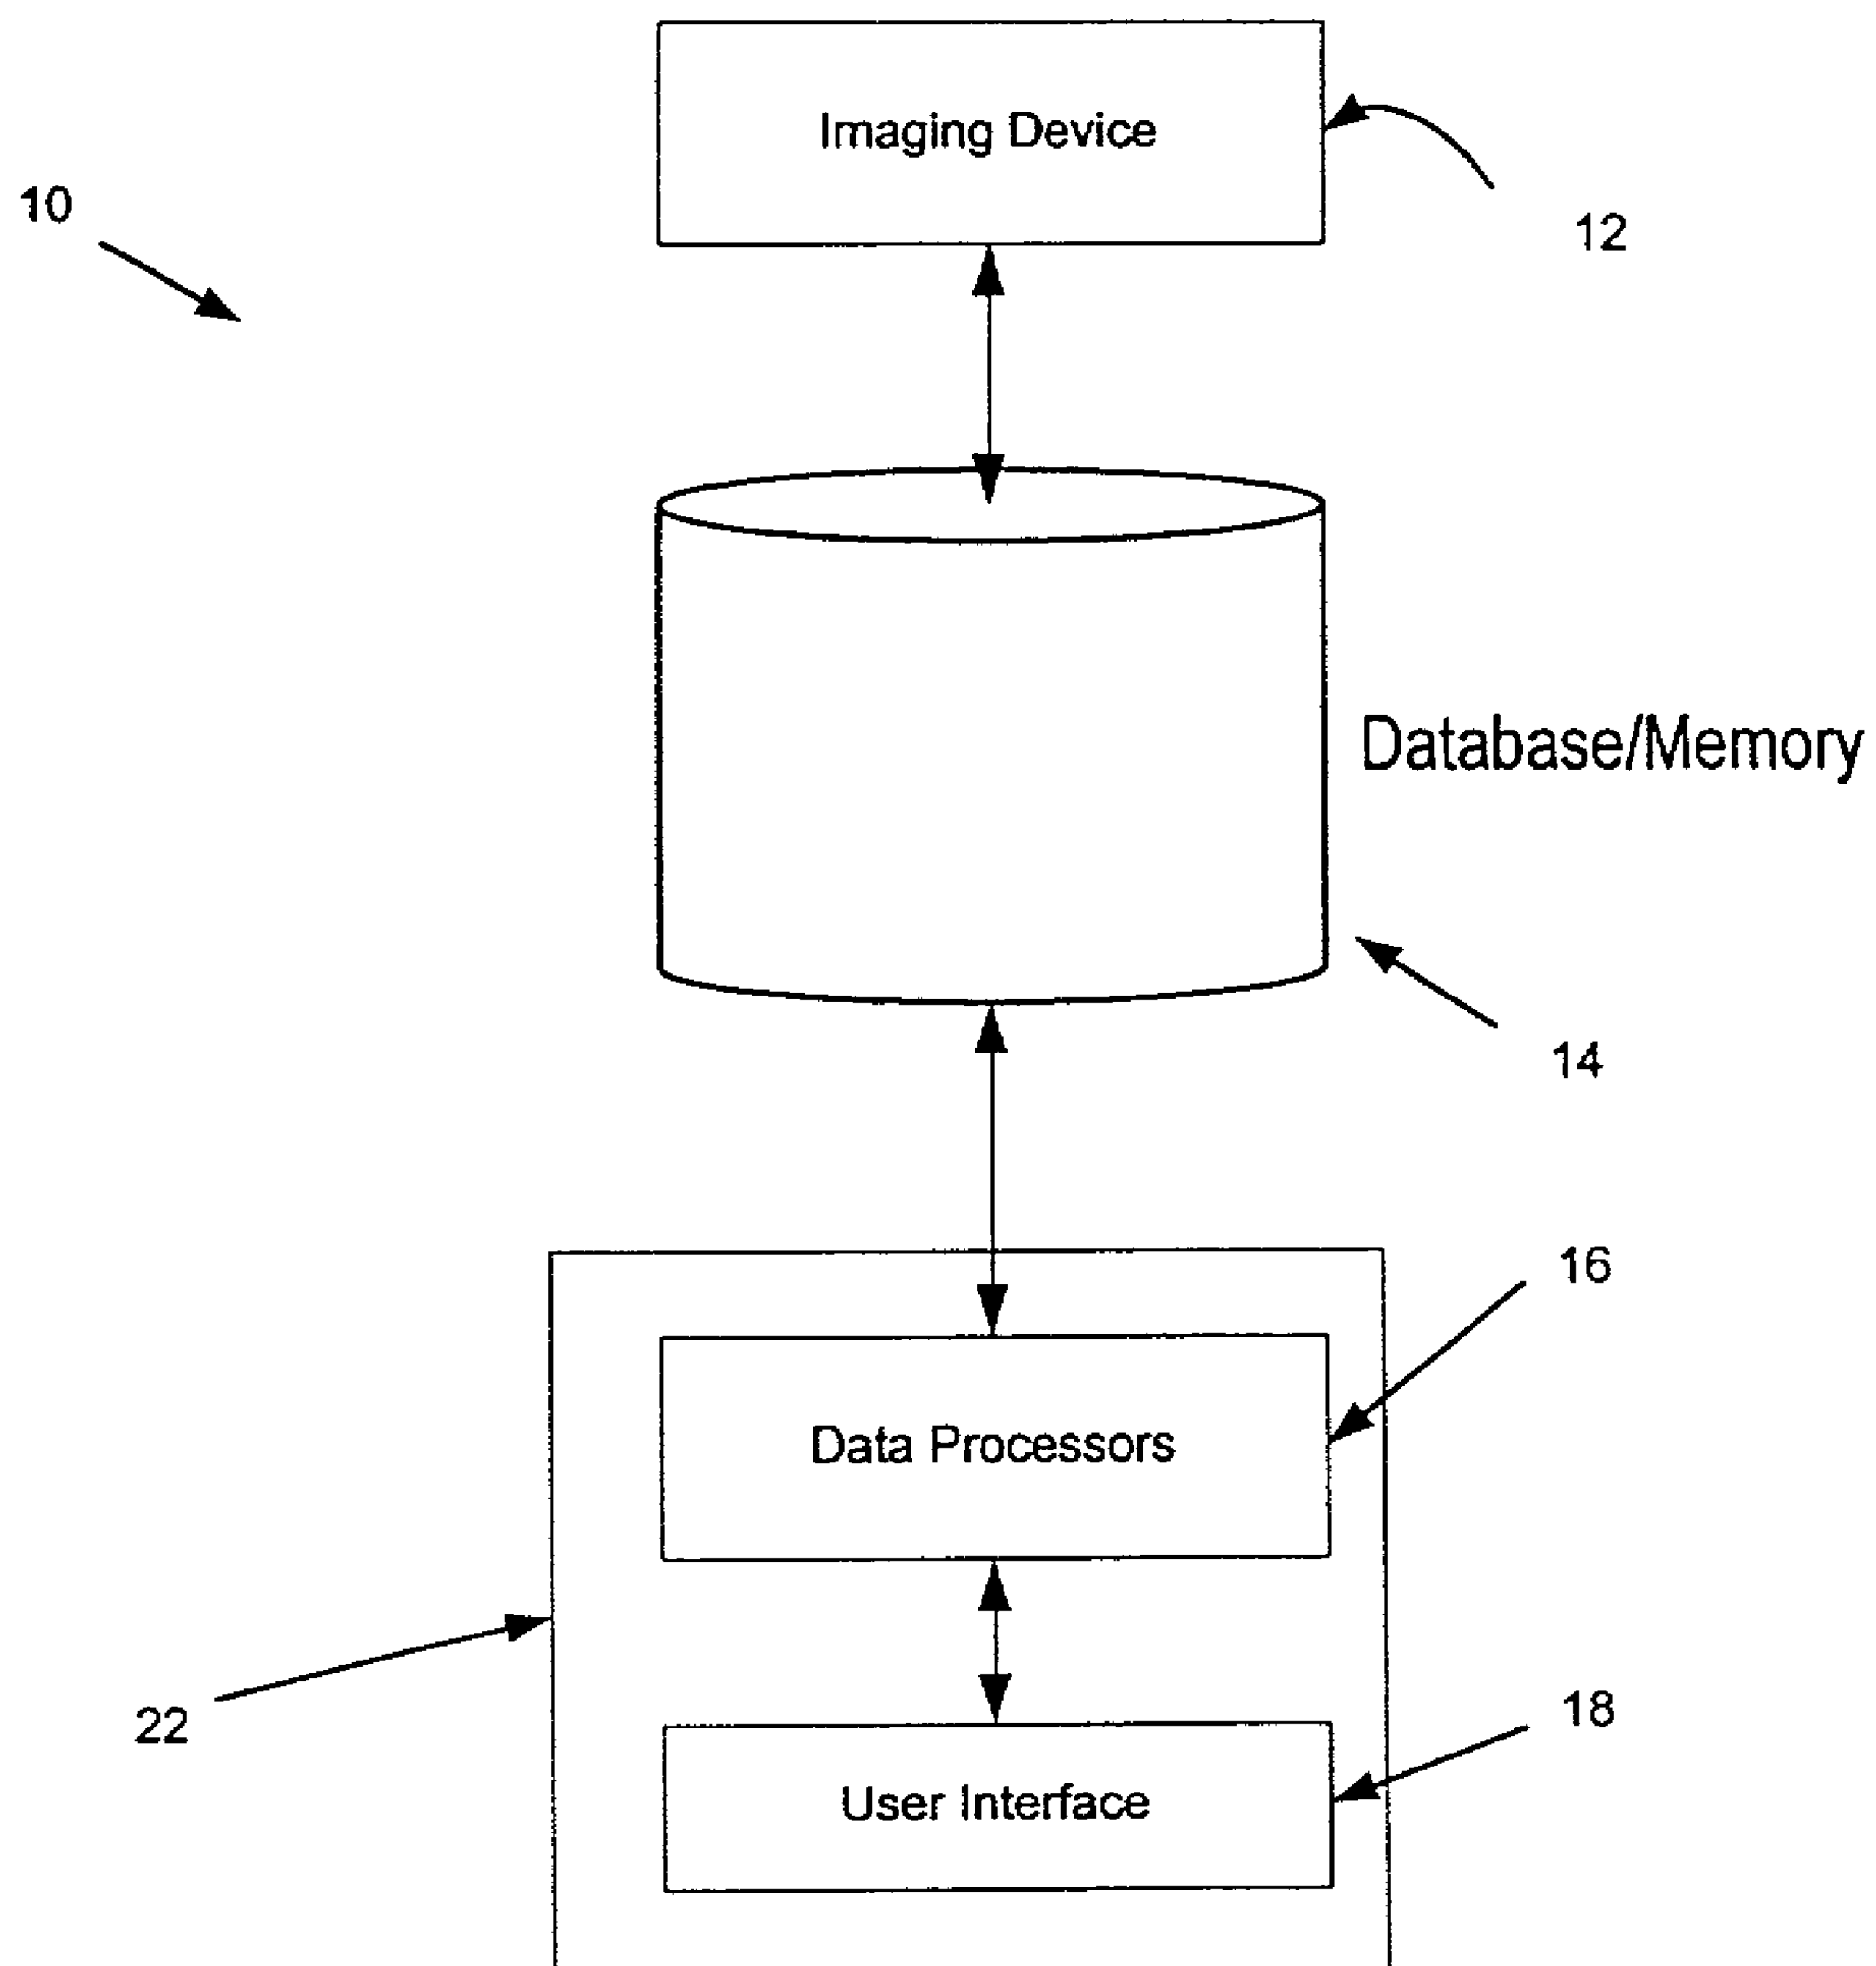 Imaging Device
10
12
Database/Memory
14
16
Data Processors
22
18
User Interface